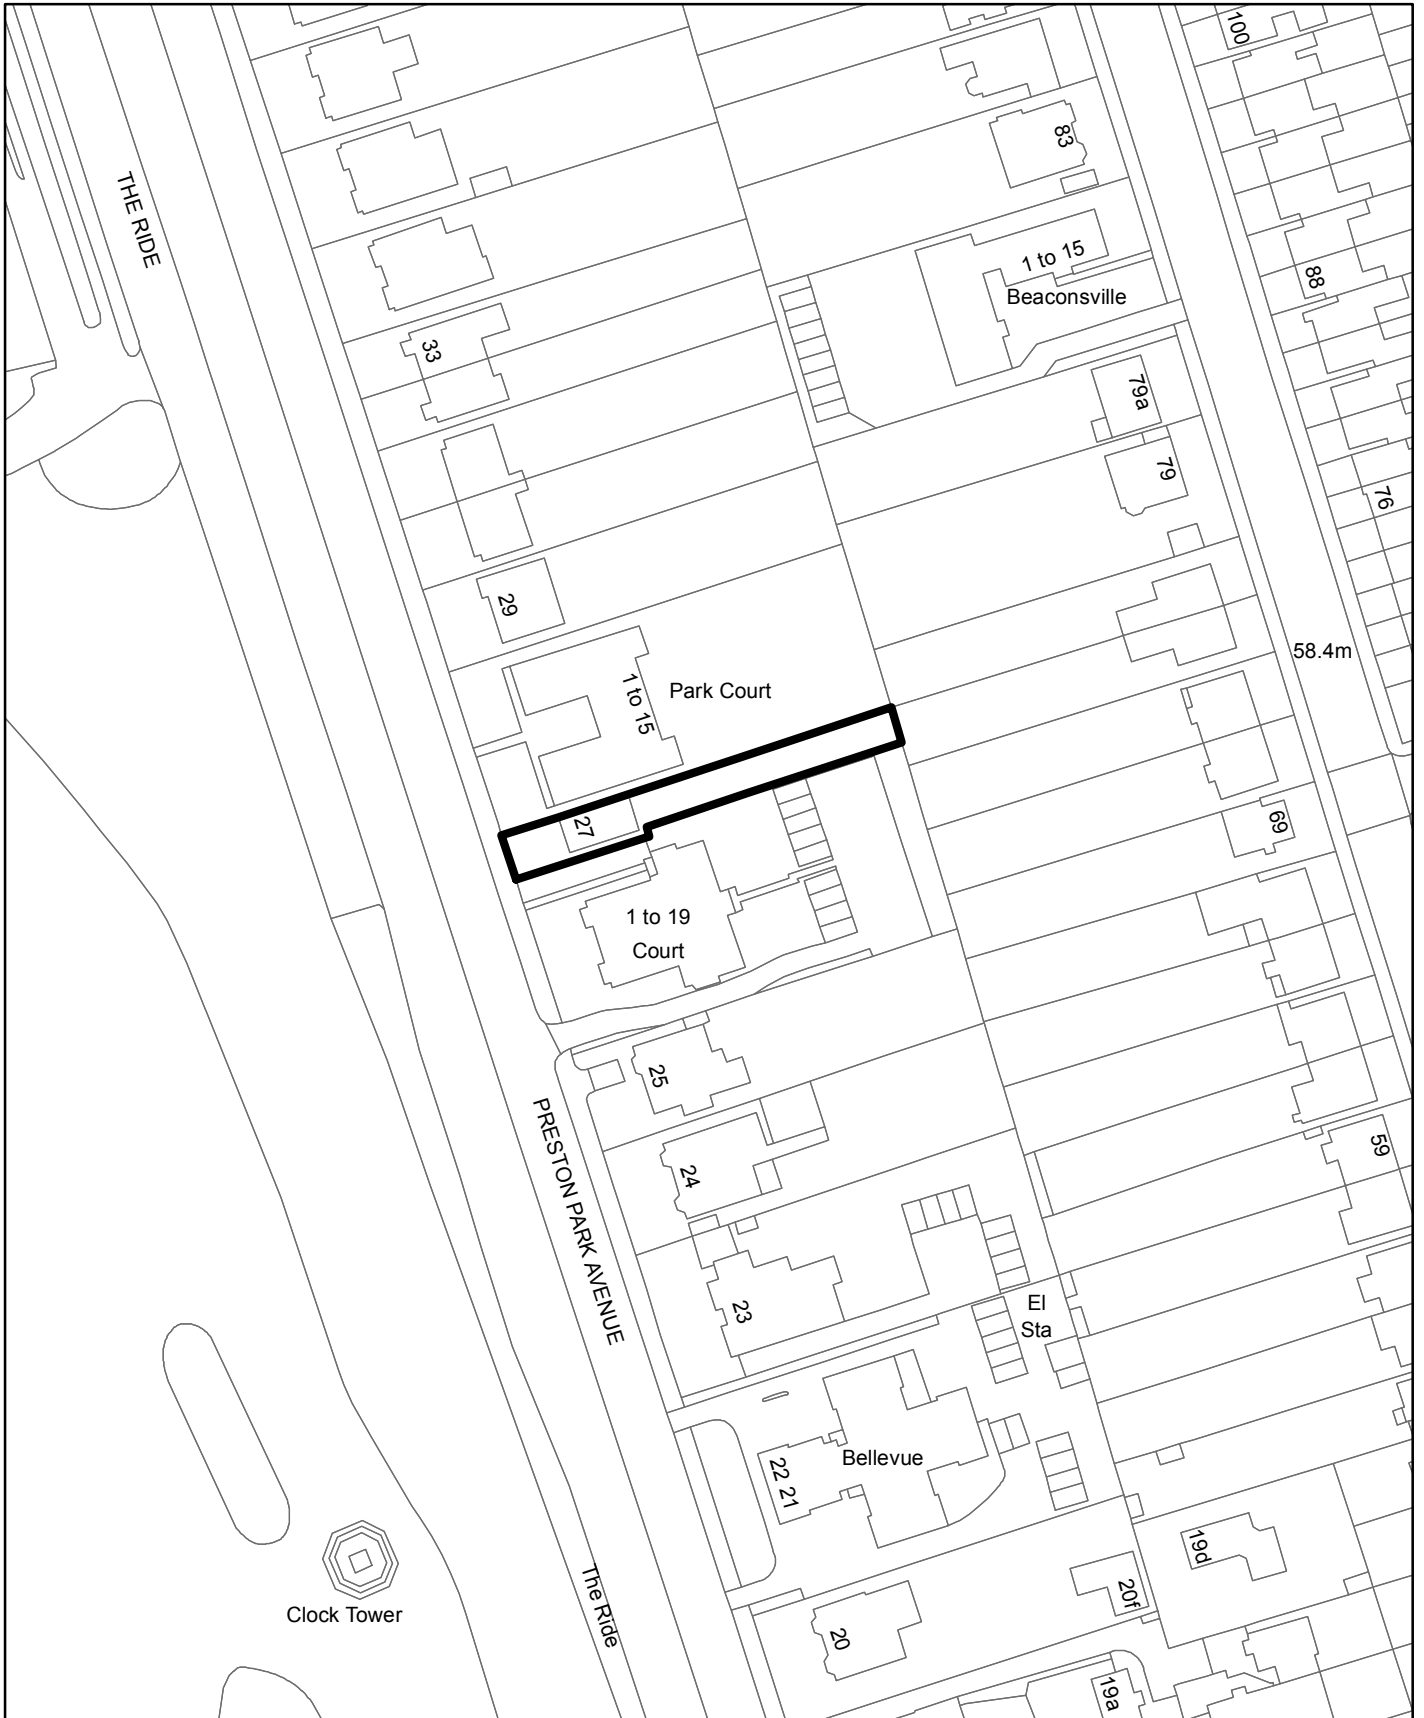 100
83
THE RIDE
1 to 15
Beaconsville
88
33
79a
79
76
29
58.4m
1 to 15
Park Court
27
69
1 to 19
Court
25
PRESTON PARK AVENUE
24
59
23
El
Sta
Bellevue
22 21
19d
The Ride
20f
Clock Tower
20
19a